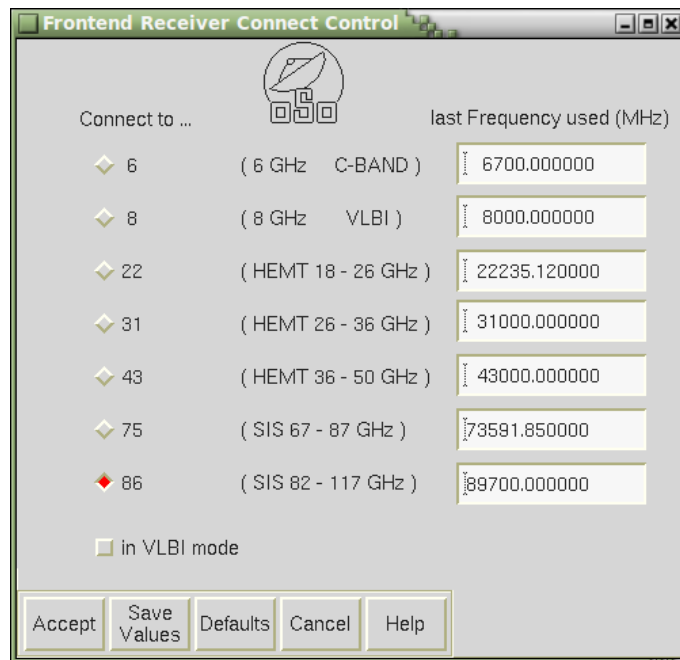 Frontend Receiver Connect Control
OSO
Connect to ...
last Frequency used (MHz)
6 ( 6 GHz C-BAND ) 6700.000000
8 ( 8 GHz VLBI ) 8000.000000
22 ( HEMT 18 - 26 GHz ) 22235.120000
31 ( HEMT 26 - 36 GHz ) 31000.000000
43 ( HEMT 36 - 50 GHz ) 43000.000000
75 ( SIS 67 - 87 GHz ) 73591.850000
86 ( SIS 82 - 117 GHz ) 89700.000000
in VLBI mode
Accept Save Values Defaults Cancel Help